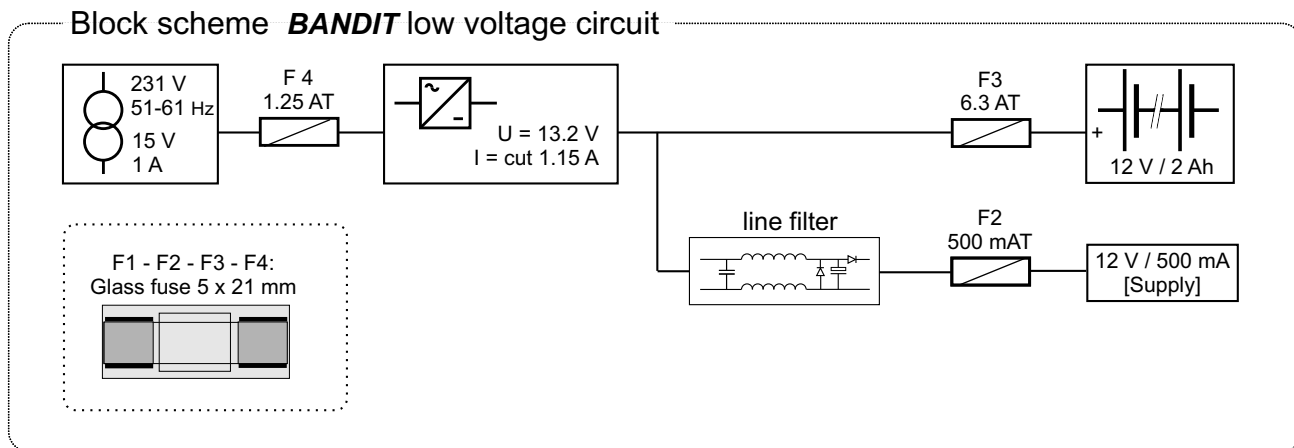 Block scheme BANDIT low voltage circuit
231 V
51-61 Hz
15 V
1 A
F 4
1.25 AT
U = 13.2 V
I = cut 1.15 A
F3
6.3 AT
+
12 V / 2 Ah
line filter
F2
500 mAT
12 V / 500 mA
[Supply]
F1 - F2 - F3 - F4:
Glass fuse 5 x 21 mm